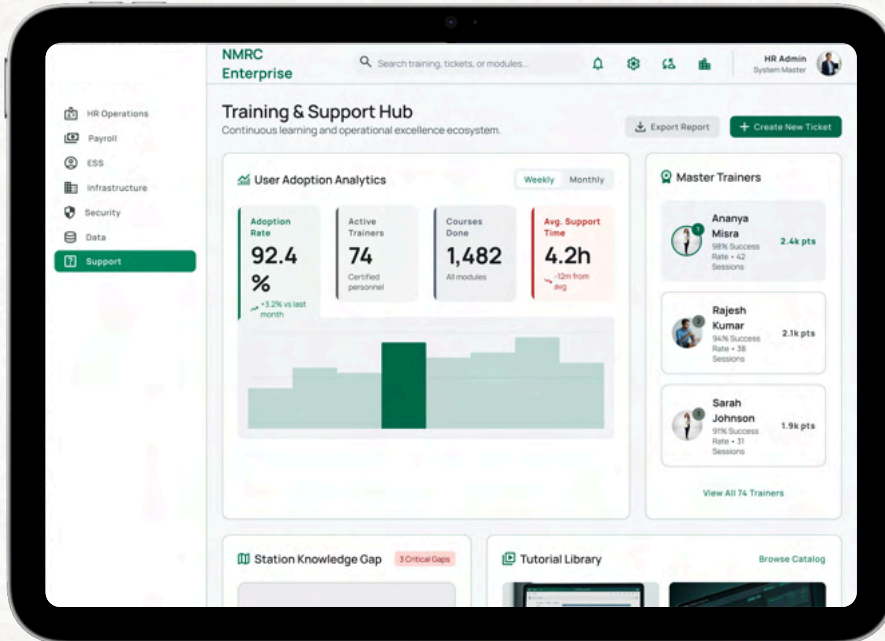 NMRC
Enterprise
Search training, tickets, or modules...
HR Admin
System Master
HR Operations
Payroll
ESS
Infrastructure
Security
Data
Support
Training & Support Hub
Continuous learning and operational excellence ecosystem.
Export Report
Create New Ticket
User Adoption Analytics
Weekly
Monthly
Adoption
Rate
92.4
%
+3.2% vs last
month
Active
Trainers
74
Certified
personnel
Courses
Done
1,482
All modules
Avg. Support
Time
4.2h
-12m from
avg
Master Trainers
1
Ananya
Misra
98% Success
Rate • 42
Sessions
2.4k pts
2
Rajesh
Kumar
94% Success
Rate • 38
Sessions
2.1k pts
3
Sarah
Johnson
91% Success
Rate • 31
Sessions
1.9k pts
View All 74 Trainers
Station Knowledge Gap
3 Critical Gaps
Tutorial Library
Browse Catalog